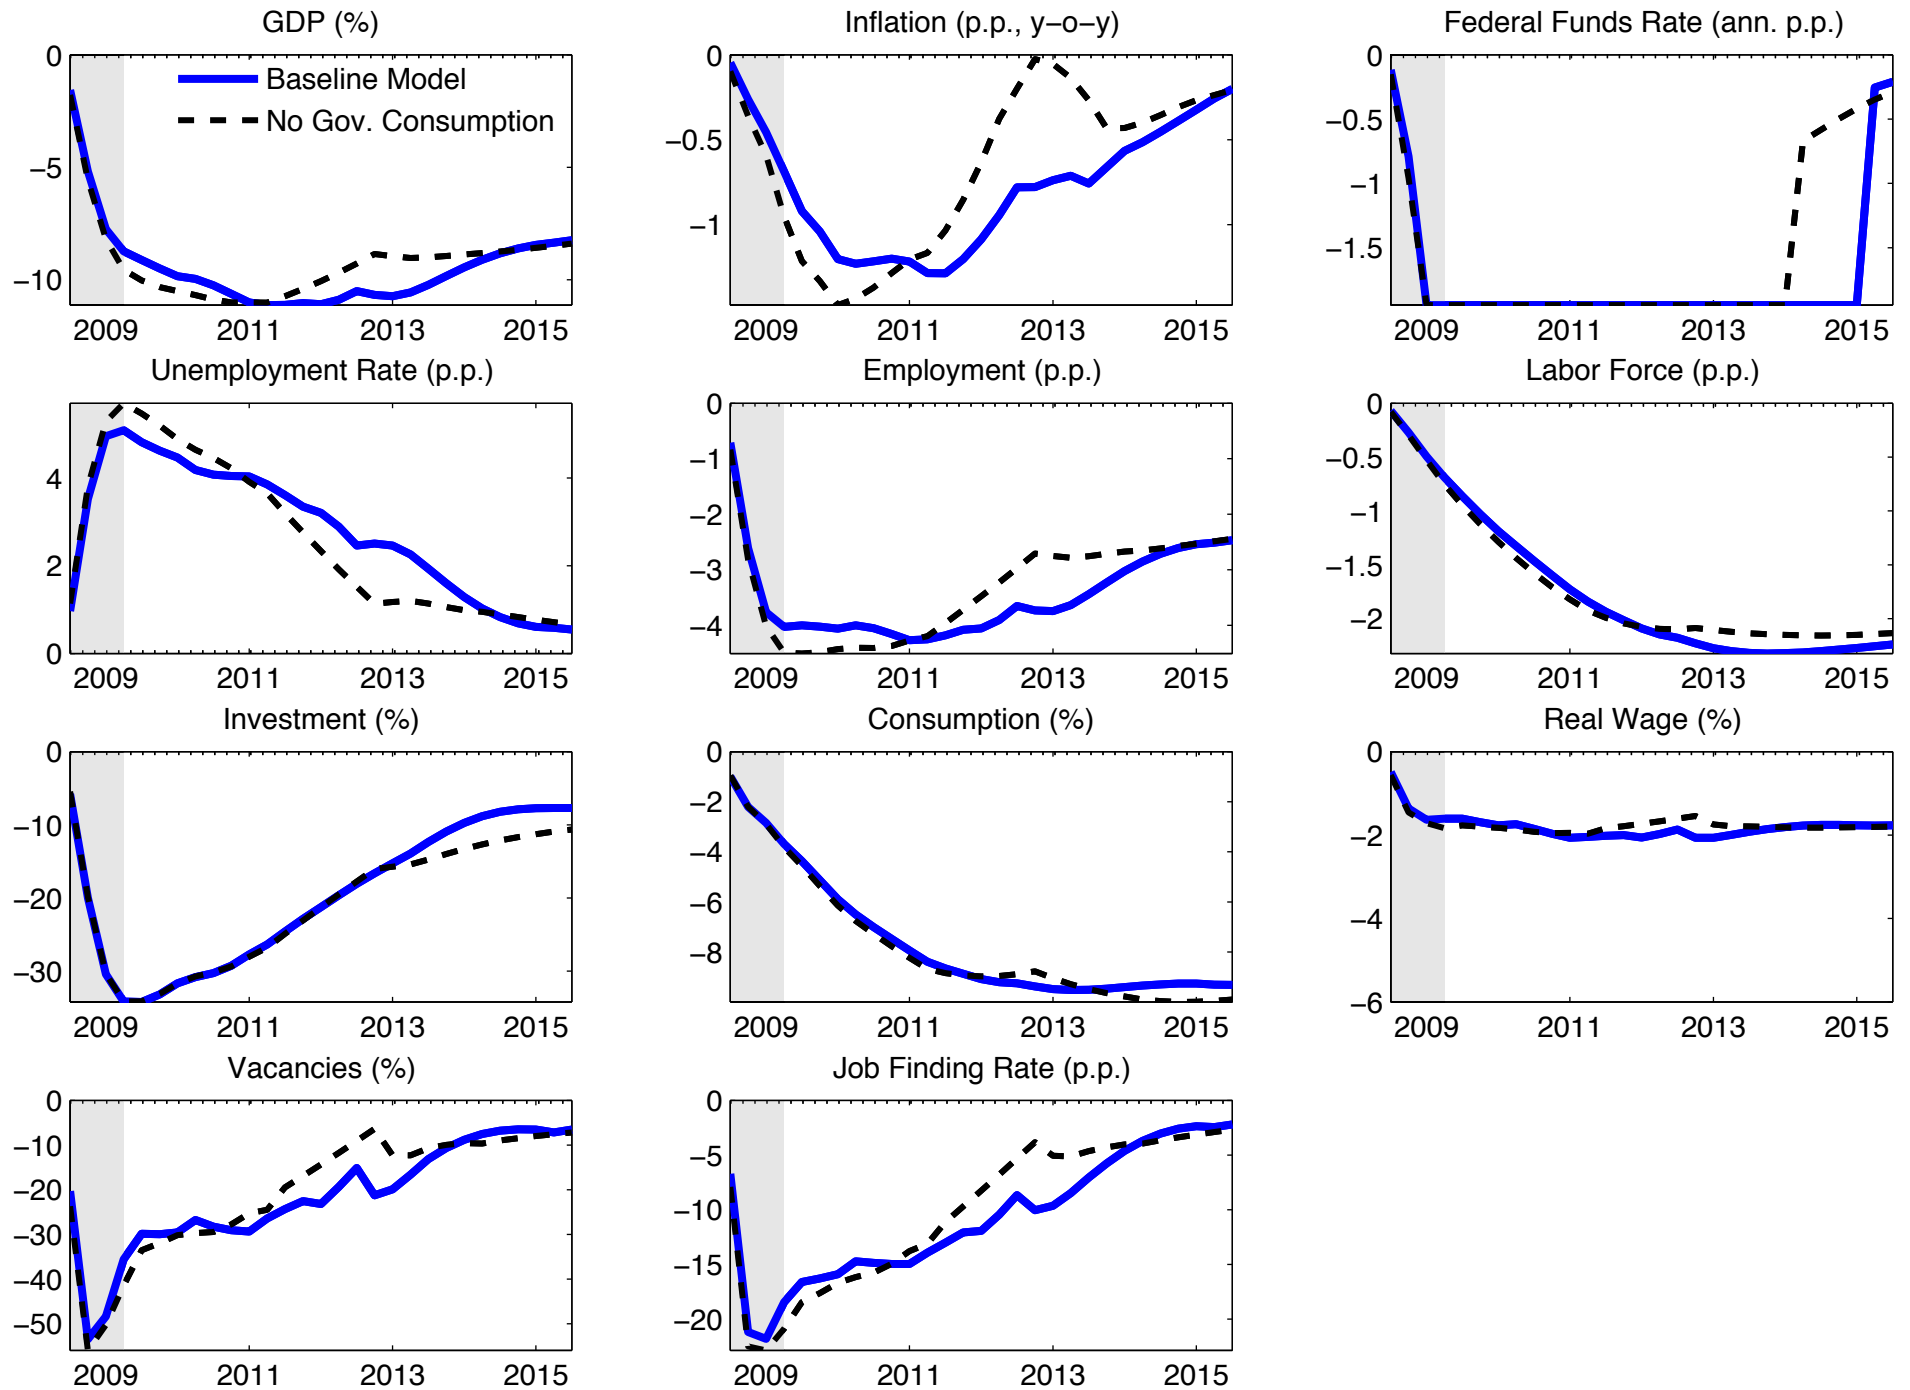 GDP (%)
0
−5
−10
2009 2011 2013 2015
Baseline Model
No Gov. Consumption
Inflation (p.p., y−o−y)
0
−0.5
−1
2009 2011 2013 2015
Federal Funds Rate (ann. p.p.)
0
−0.5
−1
−1.5
2009 2011 2013 2015
Unemployment Rate (p.p.)
4
2
0
2009 2011 2013 2015
Employment (p.p.)
0
−1
−2
−3
−4
2009 2011 2013 2015
Labor Force (p.p.)
0
−0.5
−1
−1.5
−2
2009 2011 2013 2015
Investment (%)
0
−10
−20
−30
2009 2011 2013 2015
Consumption (%)
0
−2
−4
−6
−8
2009 2011 2013 2015
Real Wage (%)
0
−2
−4
−6
2009 2011 2013 2015
Vacancies (%)
0
−10
−20
−30
−40
−50
2009 2011 2013 2015
Job Finding Rate (p.p.)
0
−5
−10
−15
−20
2009 2011 2013 2015